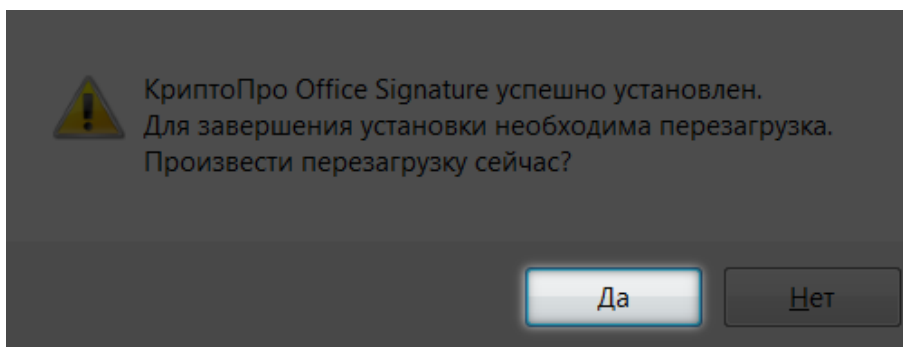 КриптоПро Office Signature успешно установлен.
Для завершения установки необходима перезагрузка.
Произвести перезагрузку сейчас?
Да
Нет